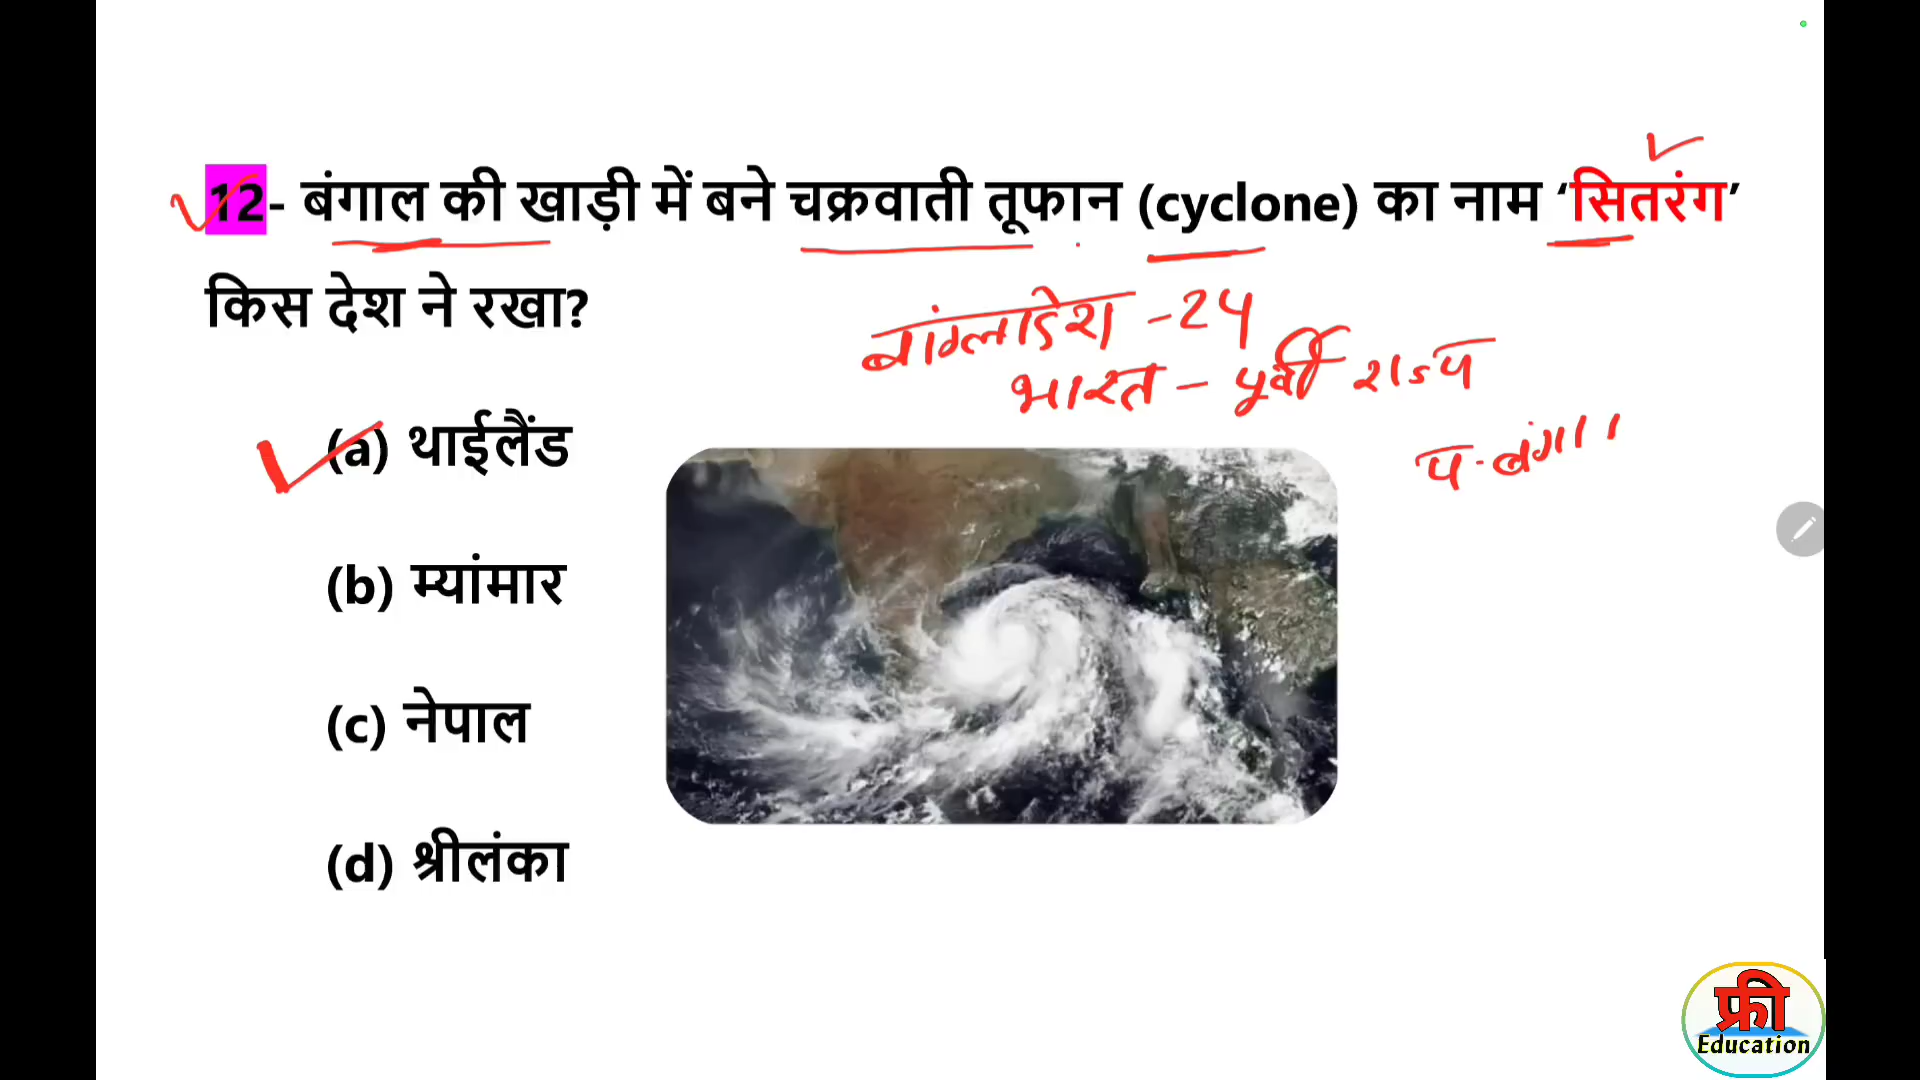 12- बंगाल की खाड़ी में बने चक्रवाती तूफान (cyclone) का नाम ‘सितरंग’
किस देश ने रखा?
बांग्लादेश - 24
भारत - पूर्वी
(a) थाईलैंड
(b) म्यांमार
(c) नेपाल
(d) श्रीलंका
फ्री
Education